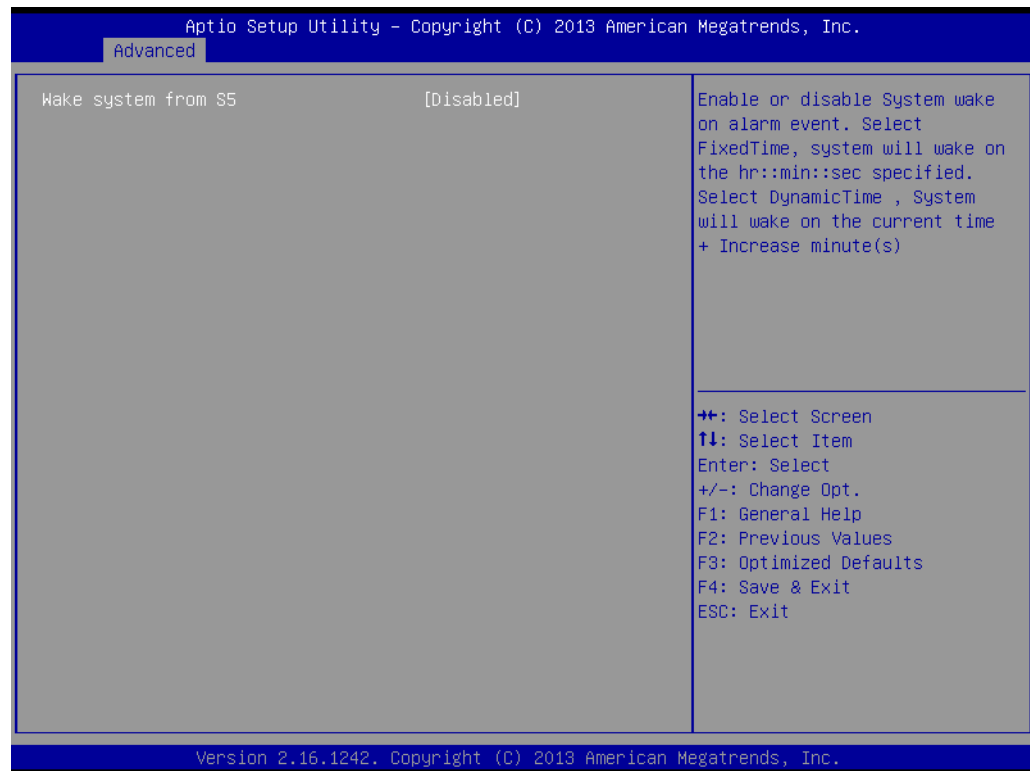 Aptio Setup Utility – Copyright (C) 2013 American Megatrends, Inc.
Advanced
Wake system from S5 [Disabled]
Enable or disable System wake
on alarm event. Select
FixedTime, system will wake on
the hr::min::sec specified.
Select DynamicTime , System
will wake on the current time
+ Increase minute(s)
→←: Select Screen
↑↓: Select Item
Enter: Select
+/-: Change Opt.
F1: General Help
F2: Previous Values
F3: Optimized Defaults
F4: Save & Exit
ESC: Exit
Version 2.16.1242. Copyright (C) 2013 American Megatrends, Inc.